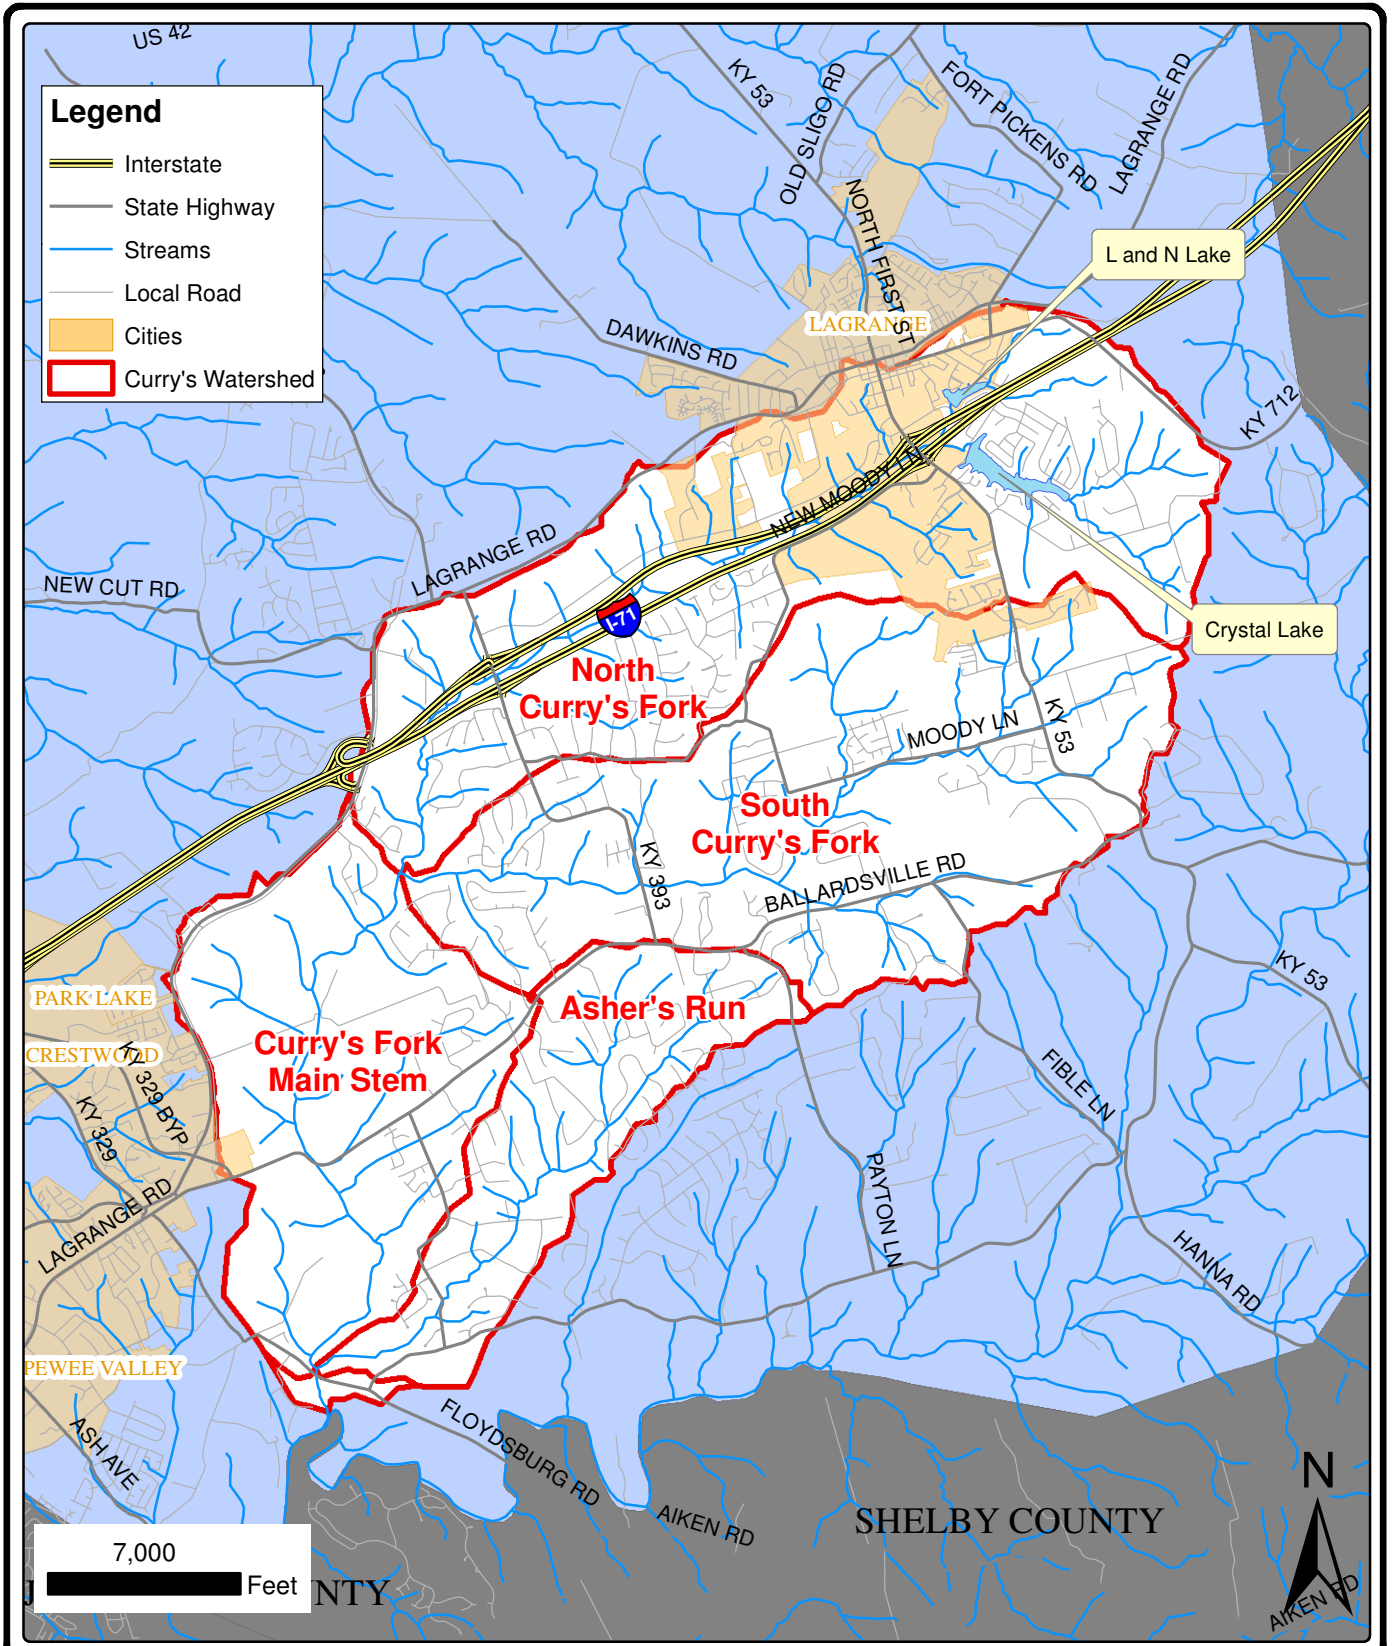 US 42
Legend
Interstate
State Highway
Streams
Local Road
Cities
Curry's Watershed
KY 53
OLD SLIGO RD
FORT PICKENS RD
LAGRANGE RD
NORTH FIRST ST
L and N Lake
LAGRANGE
DAWKINS RD
KY 712
NEW MOODY LN
LAGRANGE RD
NEW CUT RD
I-71
Crystal Lake
North
Curry's Fork
KY 53
MOODY LN
South
Curry's Fork
KY 393
BALLARDSVILLE RD
KY 53
PARK LAKE
Asher's Run
CRESTWOOD
KY 329 BYP
Curry's Fork
Main Stem
KY 329
FIBLE LN
PAYTON LN
LAGRANGE RD
HANNA RD
PEWEE VALLEY
ASH AVE
FLOYDSBURG RD
AIKEN RD
SHELBY COUNTY
N
7,000
Feet
NTY
AIKEN RD